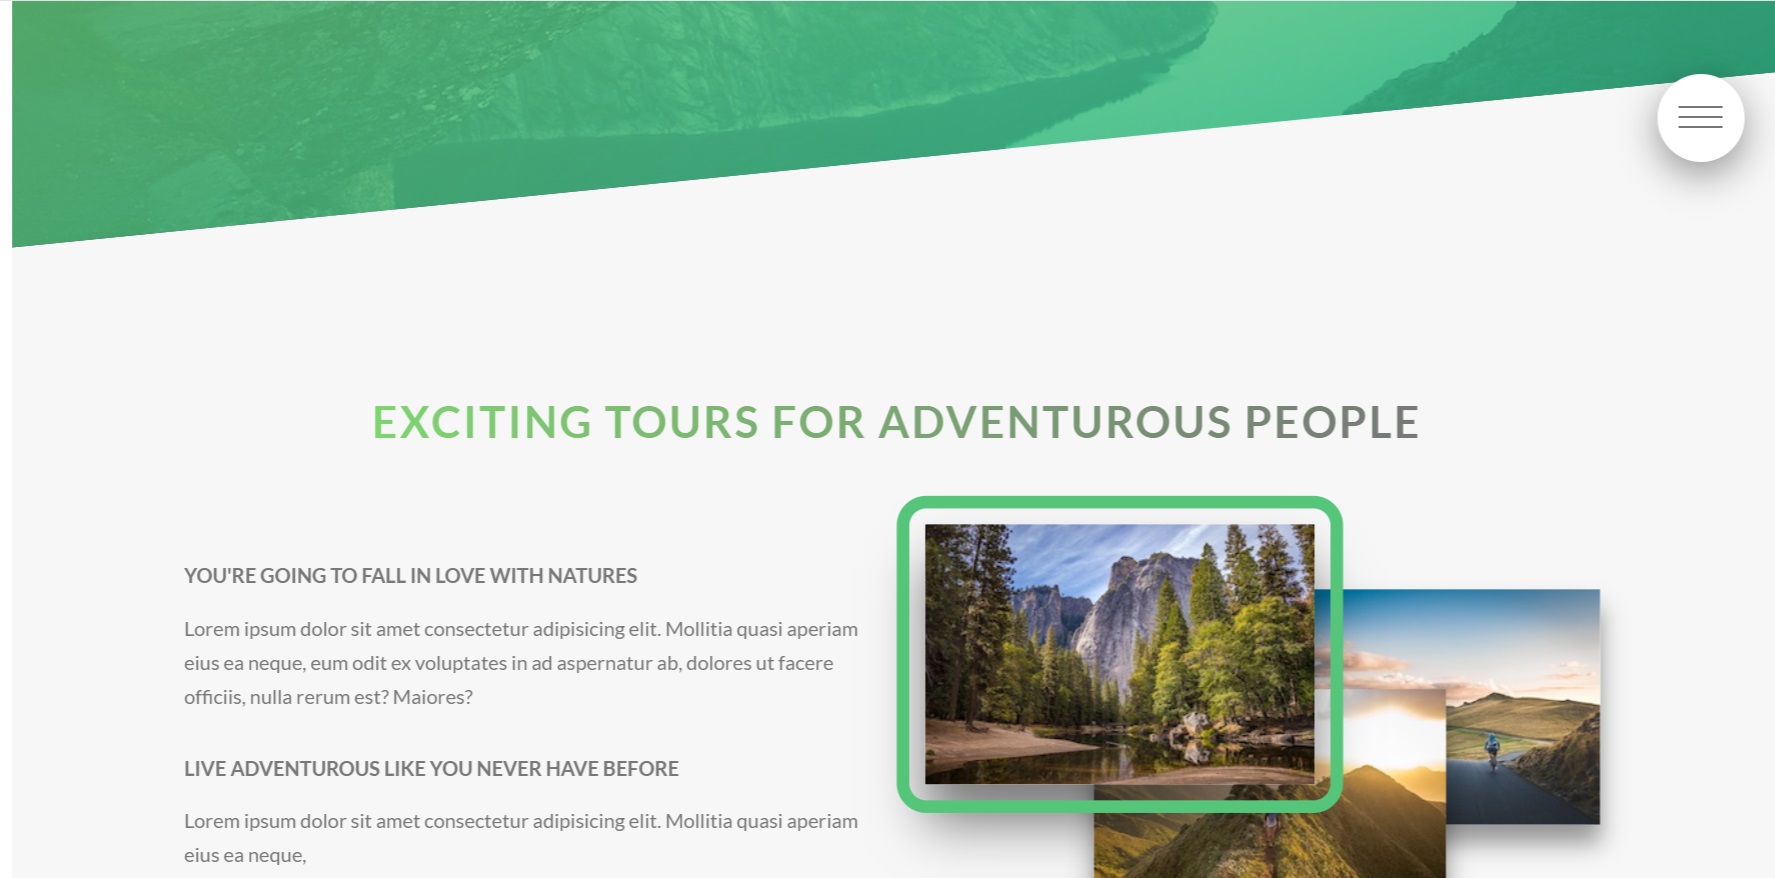 EXCITING TOURS FOR ADVENTUROUS PEOPLE
YOU'RE GOING TO FALL IN LOVE WITH NATURES
Lorem ipsum dolor sit amet consectetur adipisicing elit. Mollitia quasi aperiam
eius ea neque, eum odit ex voluptates in ad aspernatur ab, dolores ut facere
officiis, nulla rerum est? Maiores?
LIVE ADVENTUROUS LIKE YOU NEVER HAVE BEFORE
Lorem ipsum dolor sit amet consectetur adipisicing elit. Mollitia quasi aperiam
eius ea neque,